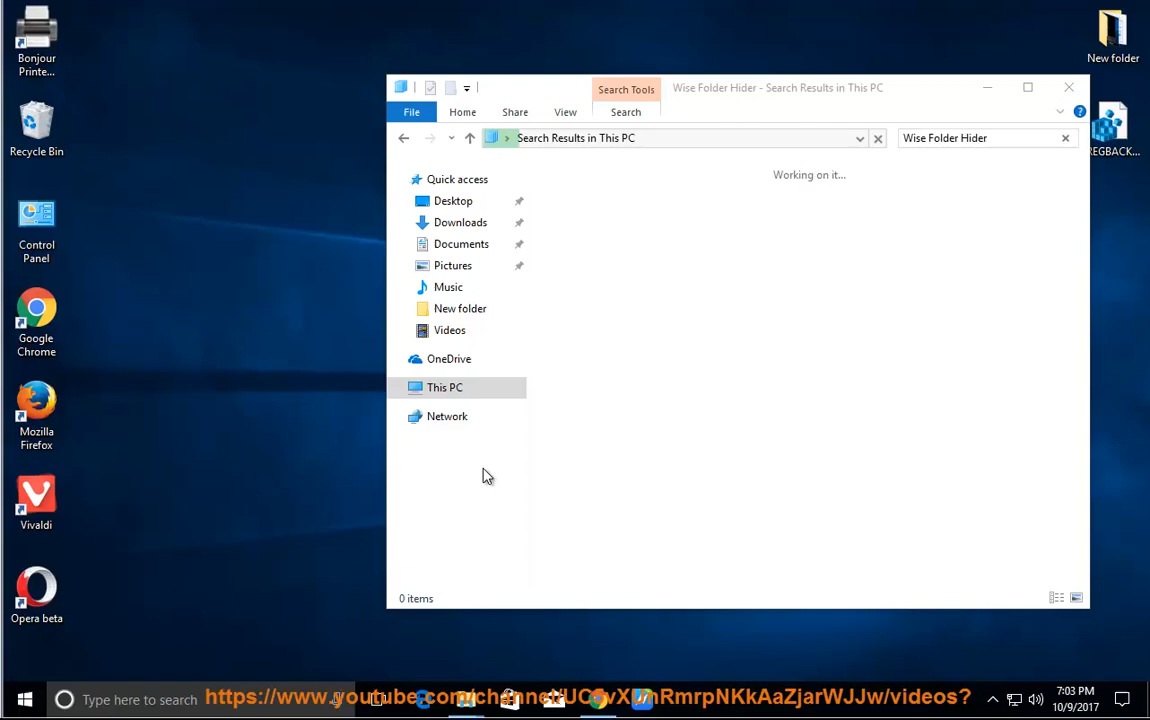 Bonjour
Printe...
Recycle Bin
Control
Panel
Google
Chrome
Mozilla
Firefox
Vivaldi
Opera beta
New folder
REGBACK...
Search Tools
Wise Folder Hider - Search Results in This PC
File
Home
Share
View
Search
Search Results in This PC
Wise Folder Hider
Working on it...
Quick access
Desktop
Downloads
Documents
Pictures
Music
New folder
Videos
OneDrive
This PC
Network
0 items
Type here to search
7:03 PM
10/9/2017